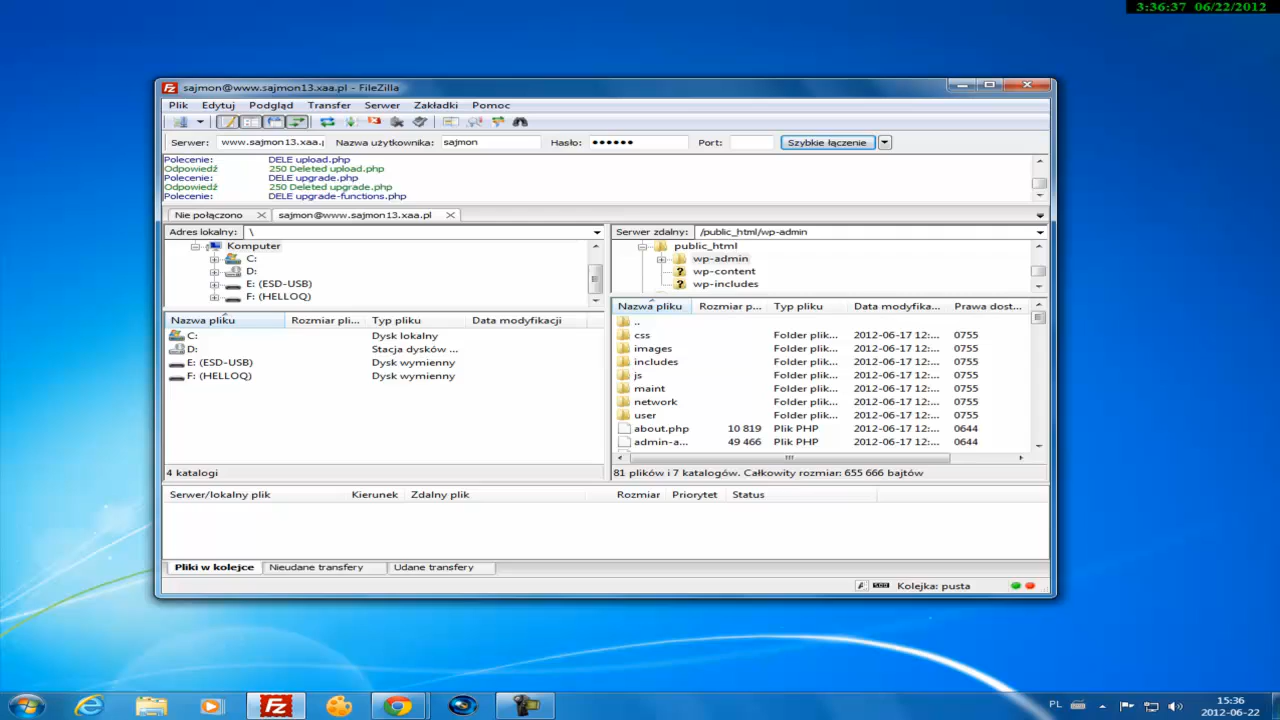 3:36:37 06/22/2012
sajmon@www.sajmon13.xaa.pl - FileZilla
Plik Edytuj Podgląd Transfer Serwer Zakładki Pomoc
Serwer: www.sajmon13.xaa.p Nazwa użytkownika: sajmon Hasło: ●●●●●● Port: Szybkie łączenie
Polecenie: DELE upload.php
Odpowiedź 250 Deleted upload.php
Polecenie: DELE upgrade.php
Odpowiedź 250 Deleted upgrade.php
Polecenie: DELE upgrade-functions.php
Nie połączono sajmon@www.sajmon13.xaa.pl
Adres lokalny: \
Komputer
C:
D:
E: (ESD-USB)
F: (HELLOQ)
Nazwa pliku Rozmiar pli... Typ pliku Data modyfikacji
C: Dysk lokalny
D: Stacja dysków ...
E: (ESD-USB) Dysk wymienny
F: (HELLOQ) Dysk wymienny
4 katalogi
Serwer zdalny: /public_html/wp-admin
public_html
wp-admin
wp-content
wp-includes
Nazwa pliku Rozmiar p... Typ pliku Data modyfika... Prawa dost...
..
css Folder plik... 2012-06-17 12:... 0755
images Folder plik... 2012-06-17 12:... 0755
includes Folder plik... 2012-06-17 12:... 0755
js Folder plik... 2012-06-17 12:... 0755
maint Folder plik... 2012-06-17 12:... 0755
network Folder plik... 2012-06-17 12:... 0755
user Folder plik... 2012-06-17 12:... 0755
about.php 10 819 Plik PHP 2012-06-17 12:... 0644
admin-a... 49 466 Plik PHP 2012-06-17 12:... 0644
81 plików i 7 katalogów. Całkowity rozmiar: 655 666 bajtów
Serwer/lokalny plik Kierunek Zdalny plik Rozmiar Priorytet Status
Pliki w kolejce Nieudane transfery Udane transfery
Kolejka: pusta
PL 15:36
2012-06-22